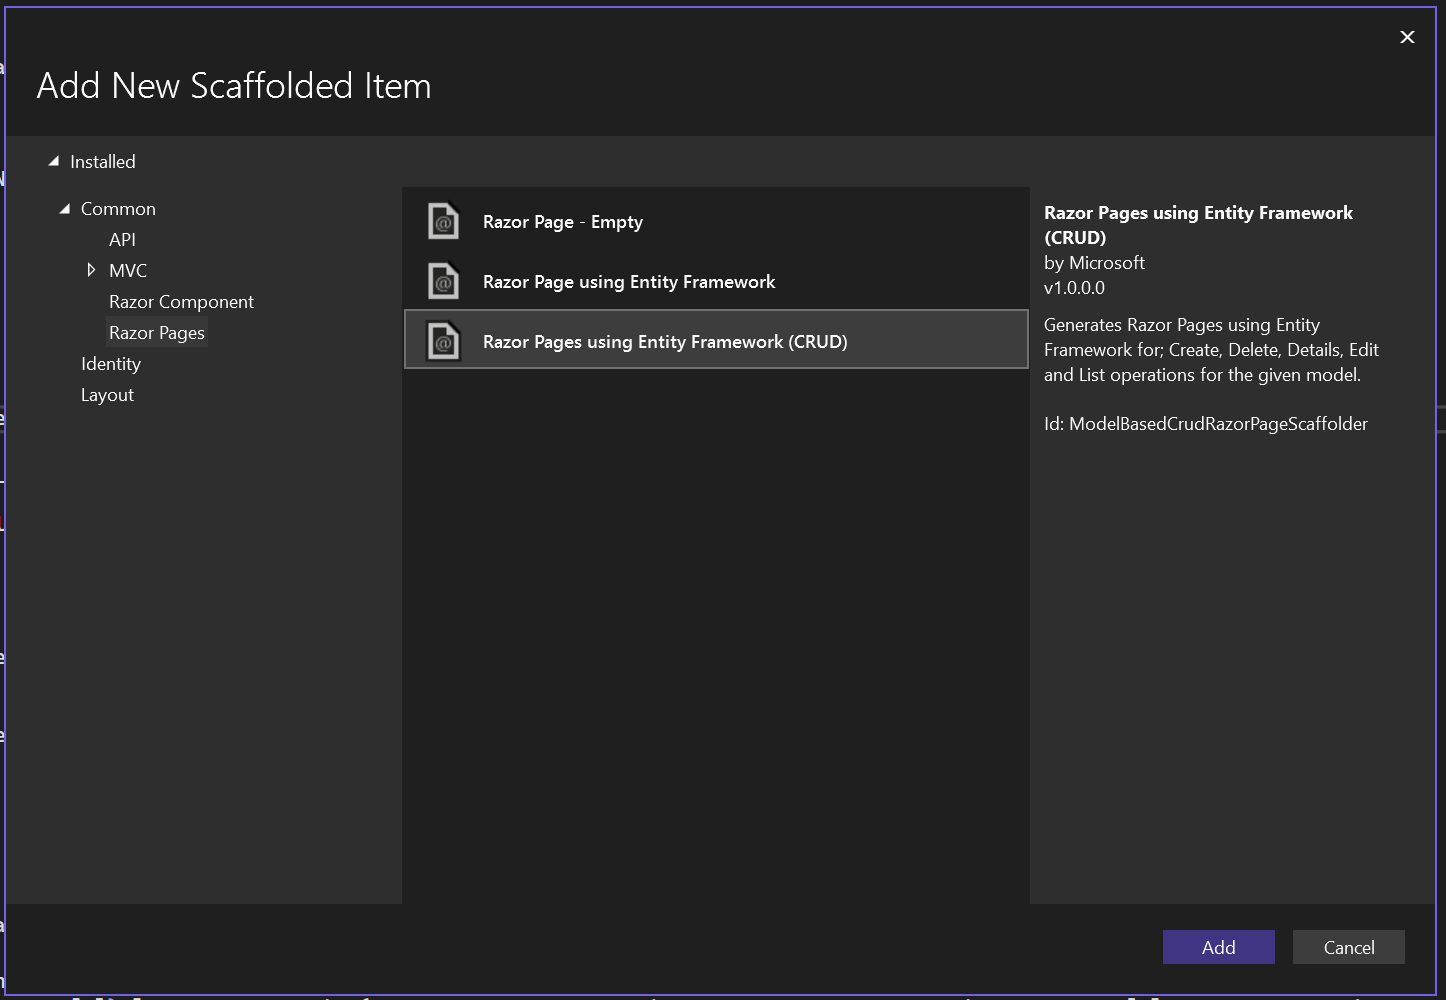 Add New Scaffolded Item
Installed
Common
API
MVC
Razor Component
Razor Pages
Identity
Layout
Razor Page - Empty
Razor Page using Entity Framework
Razor Pages using Entity Framework (CRUD)
Razor Pages using Entity Framework
(CRUD)
by Microsoft
v1.0.0.0
Generates Razor Pages using Entity
Framework for; Create, Delete, Details, Edit
and List operations for the given model.
Id: ModelBasedCrudRazorPageScaffolder
Add
Cancel